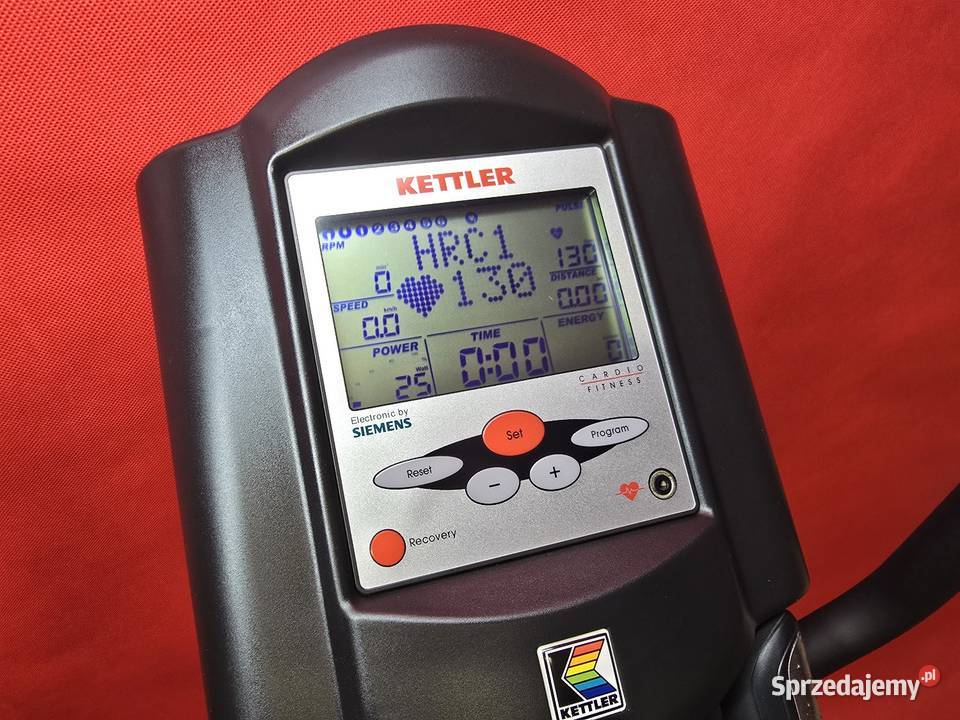 KETTLER
RPM
0
HRC1
130
PULSE
130
SPEED
km/h
0.0
DISTANCE
0.00
POWER
Watt
25
TIME
0:00
ENERGY
0
Electronic by
SIEMENS
CARDIO
FITNESS
Set
Reset
Program
−
+
Recovery
KETTLER
Sprzedajemy.pl